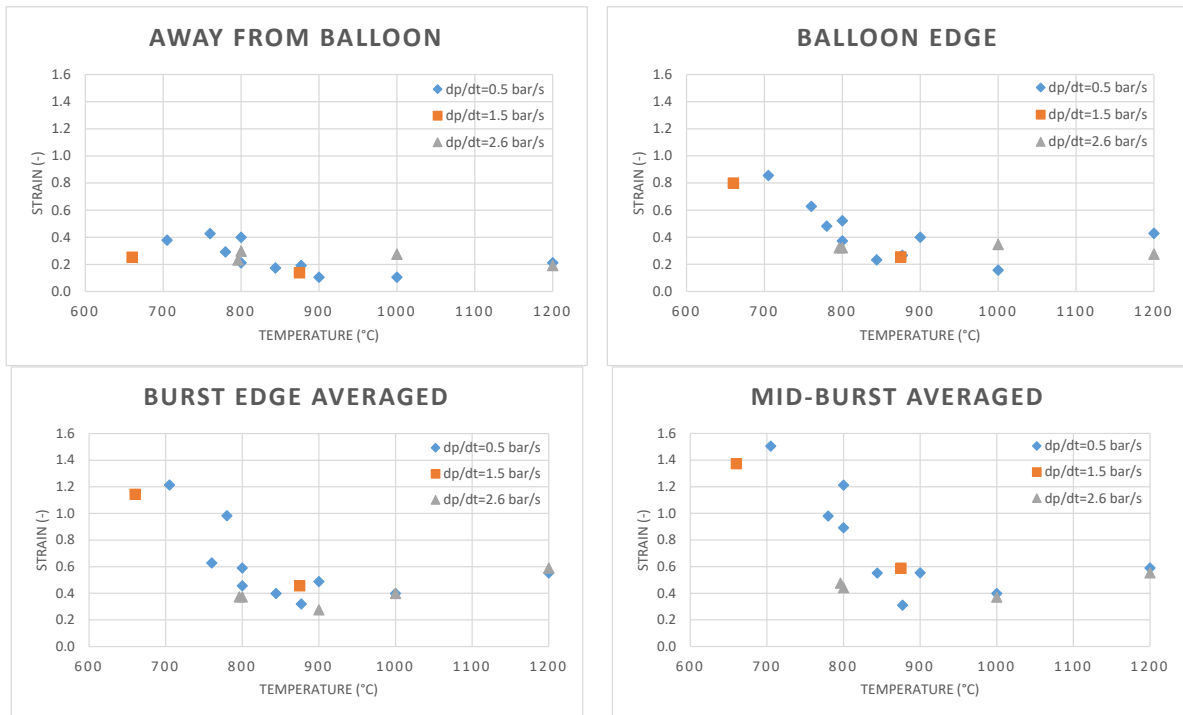 AWAY FROM BALLOON
1.6
1.4
1.2
1.0
0.8
0.6
0.4
0.2
0.0
STRAIN (-)
dp/dt=0.5 bar/s
dp/dt=1.5 bar/s
dp/dt=2.6 bar/s
600 700 800 900 1000 1100 1200
TEMPERATURE (°C)
BALLOON EDGE
1.6
1.4
1.2
1.0
0.8
0.6
0.4
0.2
0.0
STRAIN (-)
dp/dt=0.5 bar/s
dp/dt=1.5 bar/s
dp/dt=2.6 bar/s
600 700 800 900 1000 1100 1200
TEMPERATURE (°C)
BURST EDGE AVERAGED
1.6
1.4
1.2
1.0
0.8
0.6
0.4
0.2
0.0
STRAIN (-)
dp/dt=0.5 bar/s
dp/dt=1.5 bar/s
dp/dt=2.6 bar/s
600 700 800 900 1000 1100 1200
TEMPERATURE (°C)
MID-BURST AVERAGED
1.6
1.4
1.2
1.0
0.8
0.6
0.4
0.2
0.0
STRAIN (-)
dp/dt=0.5 bar/s
dp/dt=1.5 bar/s
dp/dt=2.6 bar/s
600 700 800 900 1000 1100 1200
TEMPERATURE (°C)